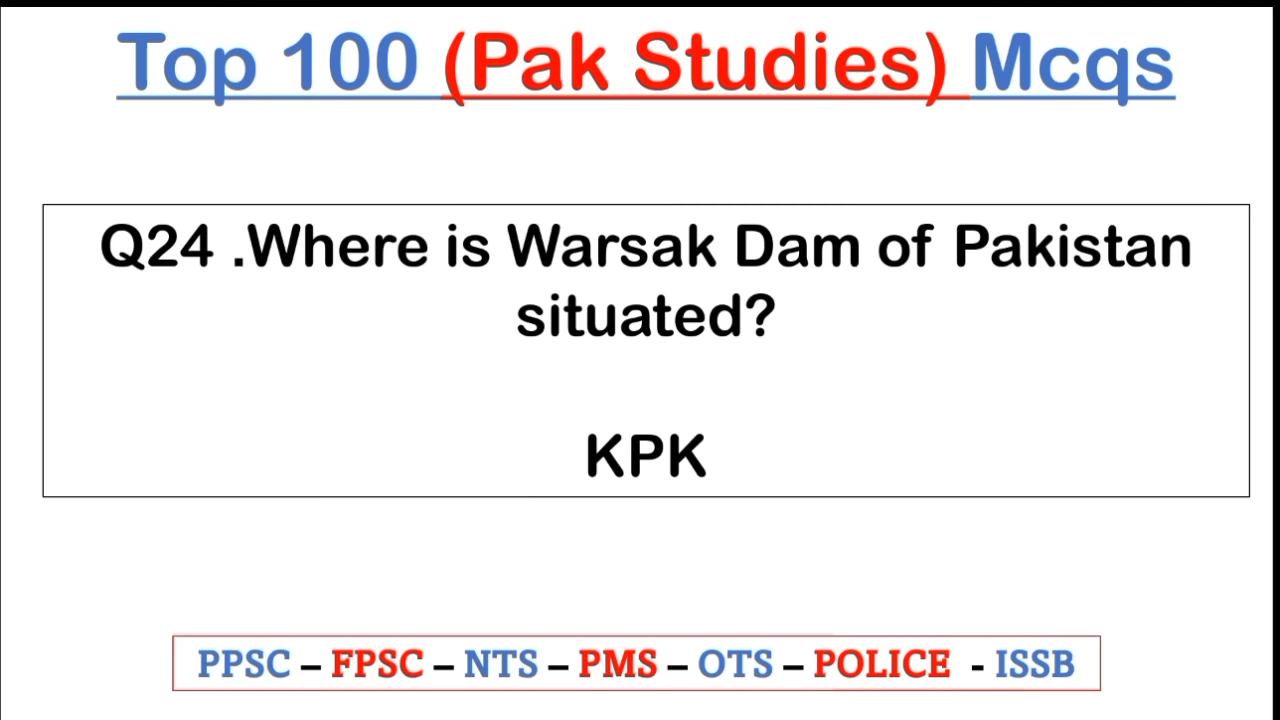 Top 100 (Pak Studies) Mcqs
Q24 .Where is Warsak Dam of Pakistan
situated?
KPK
PPSC – FPSC – NTS – PMS – OTS – POLICE - ISSB